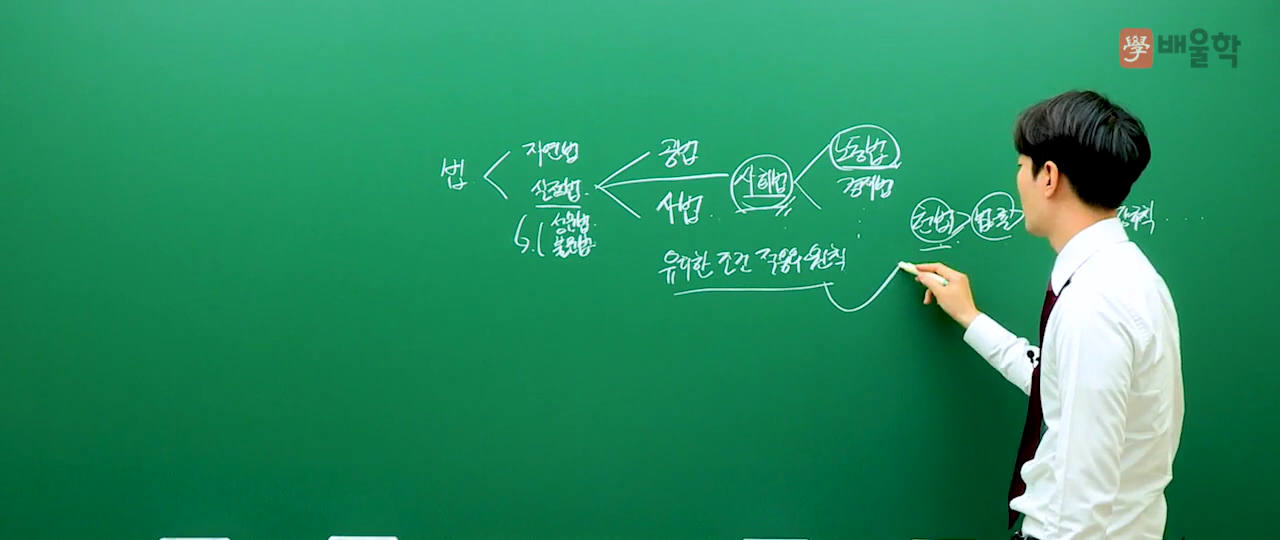 學 배울학
법
자연법
실정법
성문법
불문법
공법
사법
사회법
노동법
경제법
헌법 > 법률 >
유리한 조건 적용의 원칙